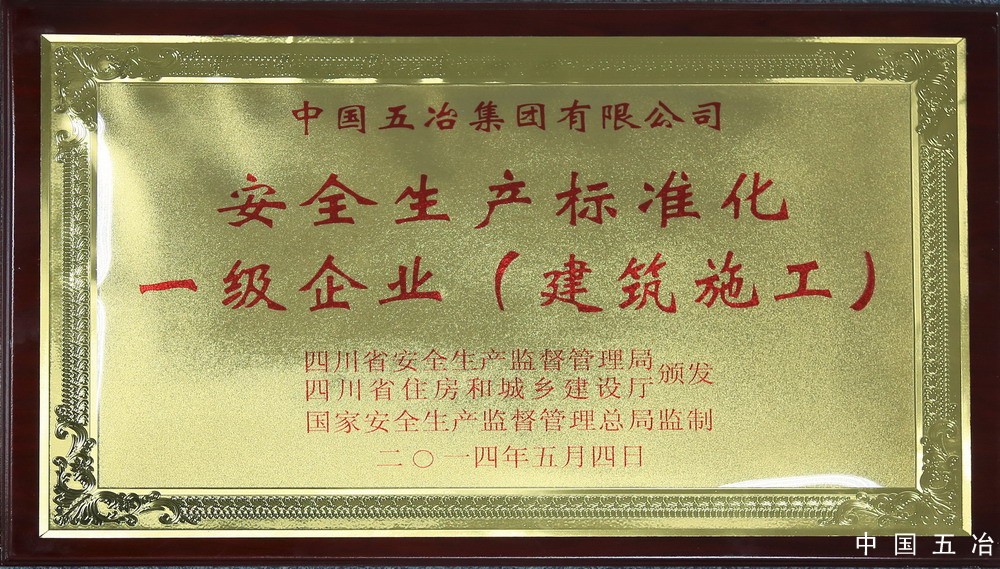 中国五冶集团有限公司
安全生产标准化
一级企业（建筑施工）
四川省安全生产监督管理局
四川省住房和城乡建设厅
颁发
国家安全生产监督管理总局监制
二〇一四年五月四日
中国五冶